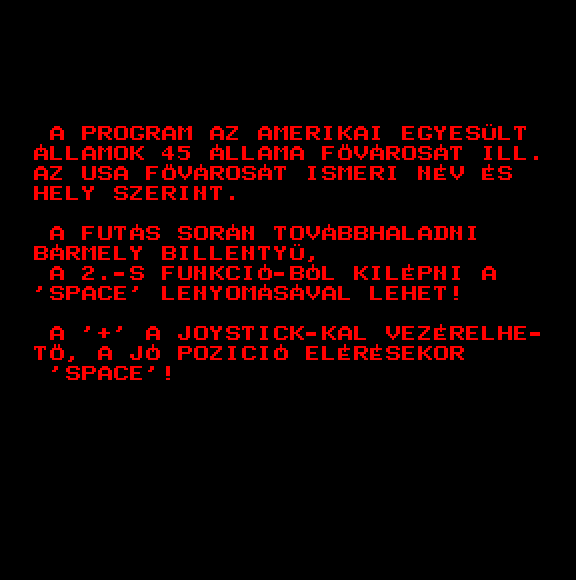 A PROGRAM AZ AMERIKAI EGYESÜLT
ÁLLAMOK 45 ÁLLAMA FŐVÁROSÁT ILL.
AZ USA FŐVÁROSÁT ISMERI NÉV ÉS
HELY SZERINT.
A FUTÁS SORÁN TOVÁBBHALADNI
BÁRMELY BILLENTYŰ,
A 2.-S FUNKCIÓ-BÓL KILÉPNI A
'SPACE' LENYOMÁSÁVAL LEHET!
A '+' A JOYSTICK-KAL VEZÉRELHE-
TŐ, A JÓ POZICIÓ ELÉRÉSEKOR
'SPACE'!